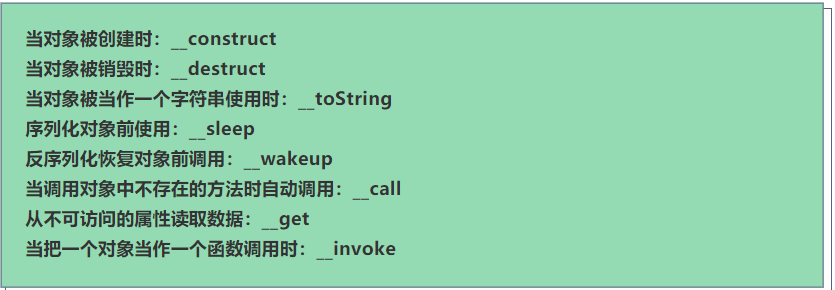 当对象被创建时：__construct
当对象被销毁时：__destruct
当对象被当作一个字符串使用时：__toString
序列化对象前使用：__sleep
反序列化恢复对象前调用：__wakeup
当调用对象中不存在的方法时自动调用：__call
从不可访问的属性读取数据：__get
当把一个对象当作一个函数调用时：__invoke